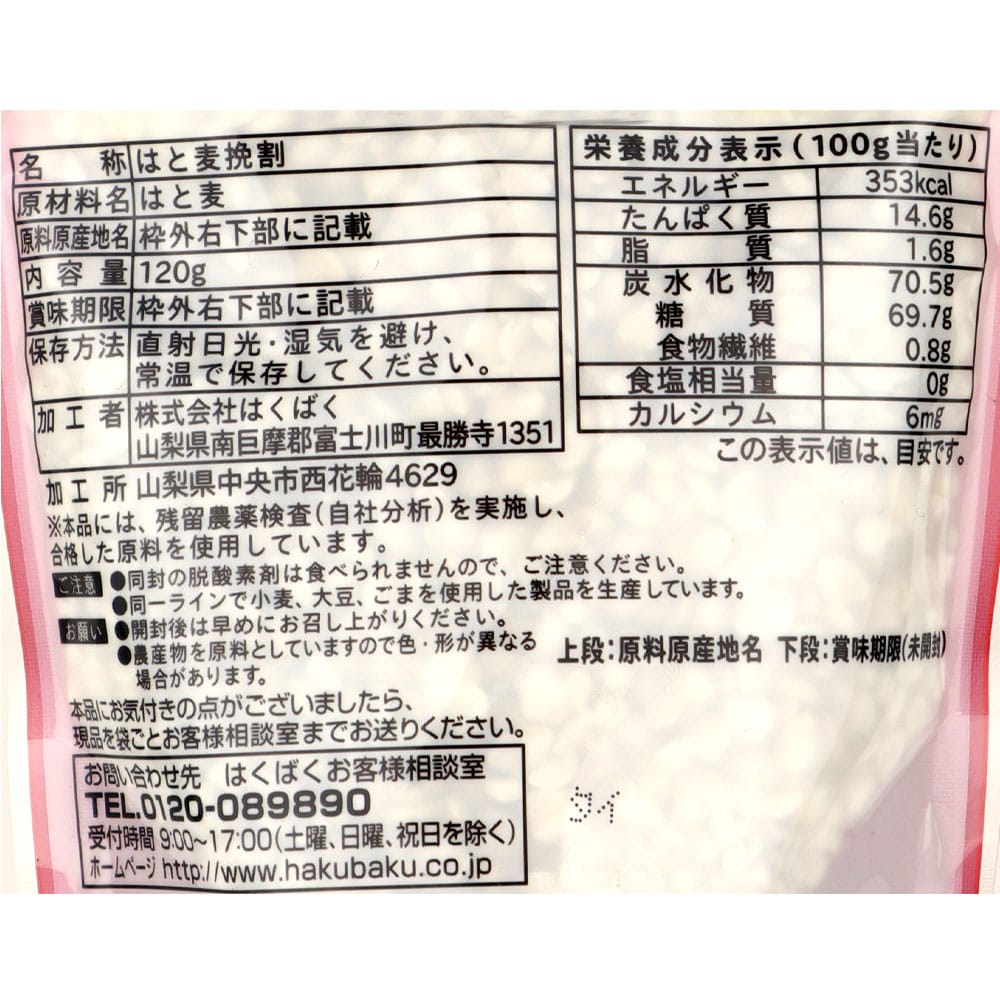 名称 はと麦挽割
原材料名 はと麦
原料原産地名 枠外右下部に記載
内容量 120g
賞味期限 枠外右下部に記載
保存方法 直射日光・湿気を避け、
常温で保存してください。
加工者 株式会社はくばく
山梨県南巨摩郡富士川町最勝寺1351
加工所 山梨県中央市西花輪4629
※本品には、残留農薬検査(自社分析)を実施し、
合格した原料を使用しています。
ご注意 ●同封の脱酸素剤は食べられませんので、ご注意ください。
●同一ラインで小麦、大豆、ごまを使用した製品を生産しています。
お願い ●開封後は早めにお召し上がりください。
●農産物を原料としていますので色・形が異なる
場合があります。
本品にお気付きの点がございましたら、
現品を袋ごとお客様相談室までお送りください。
お問い合わせ先 はくばくお客様相談室
TEL.0120-089890
受付時間 9:00~17:00(土曜、日曜、祝日を除く)
ホームページ http://www.hakubaku.co.jp
栄養成分表示(100g当たり)
エネルギー 353kcal
たんぱく質 14.6g
脂質 1.6g
炭水化物 70.5g
糖質 69.7g
食物繊維 0.8g
食塩相当量 0g
カルシウム 6mg
この表示値は、目安です。
上段:原料原産地名 下段:賞味期限(未開封)
タイ